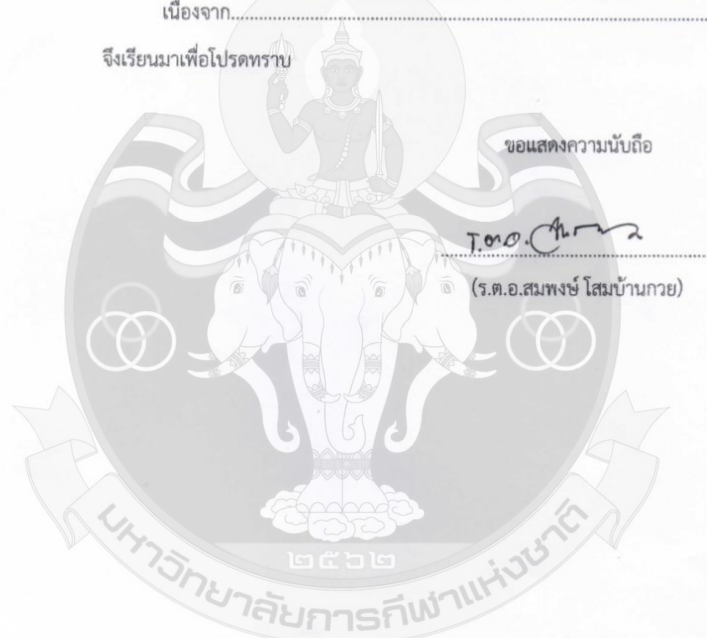 เนื่องจาก
จึงเรียนมาเพื่อโปรดทราบ
ขอแสดงความนับถือ
ร.ต.อ.
(ร.ต.อ.สมพงษ์ โสมบ้านกวย)
๒๕๖๒
มหาวิทยาลัยการกีฬาแห่งชาติ